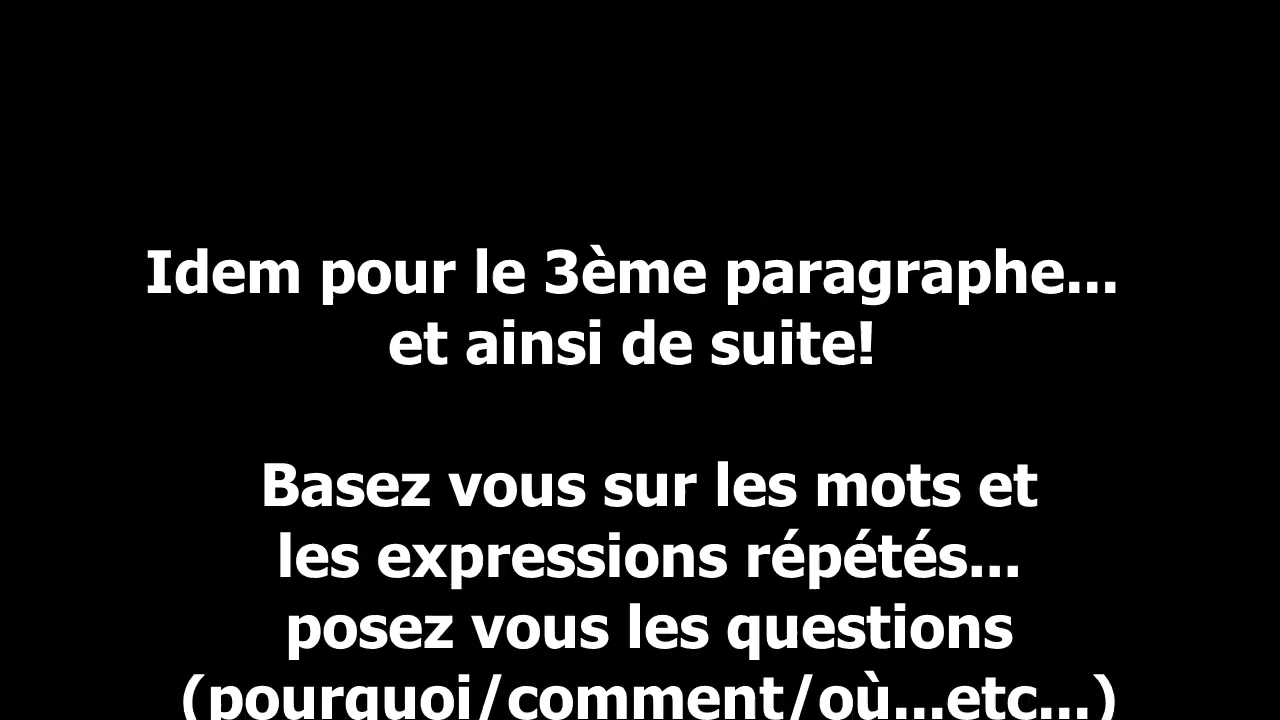 Idem pour le 3ème paragraphe...
et ainsi de suite!
Basez vous sur les mots et
les expressions répétés...
posez vous les questions
(pourquoi/comment/où...etc...)